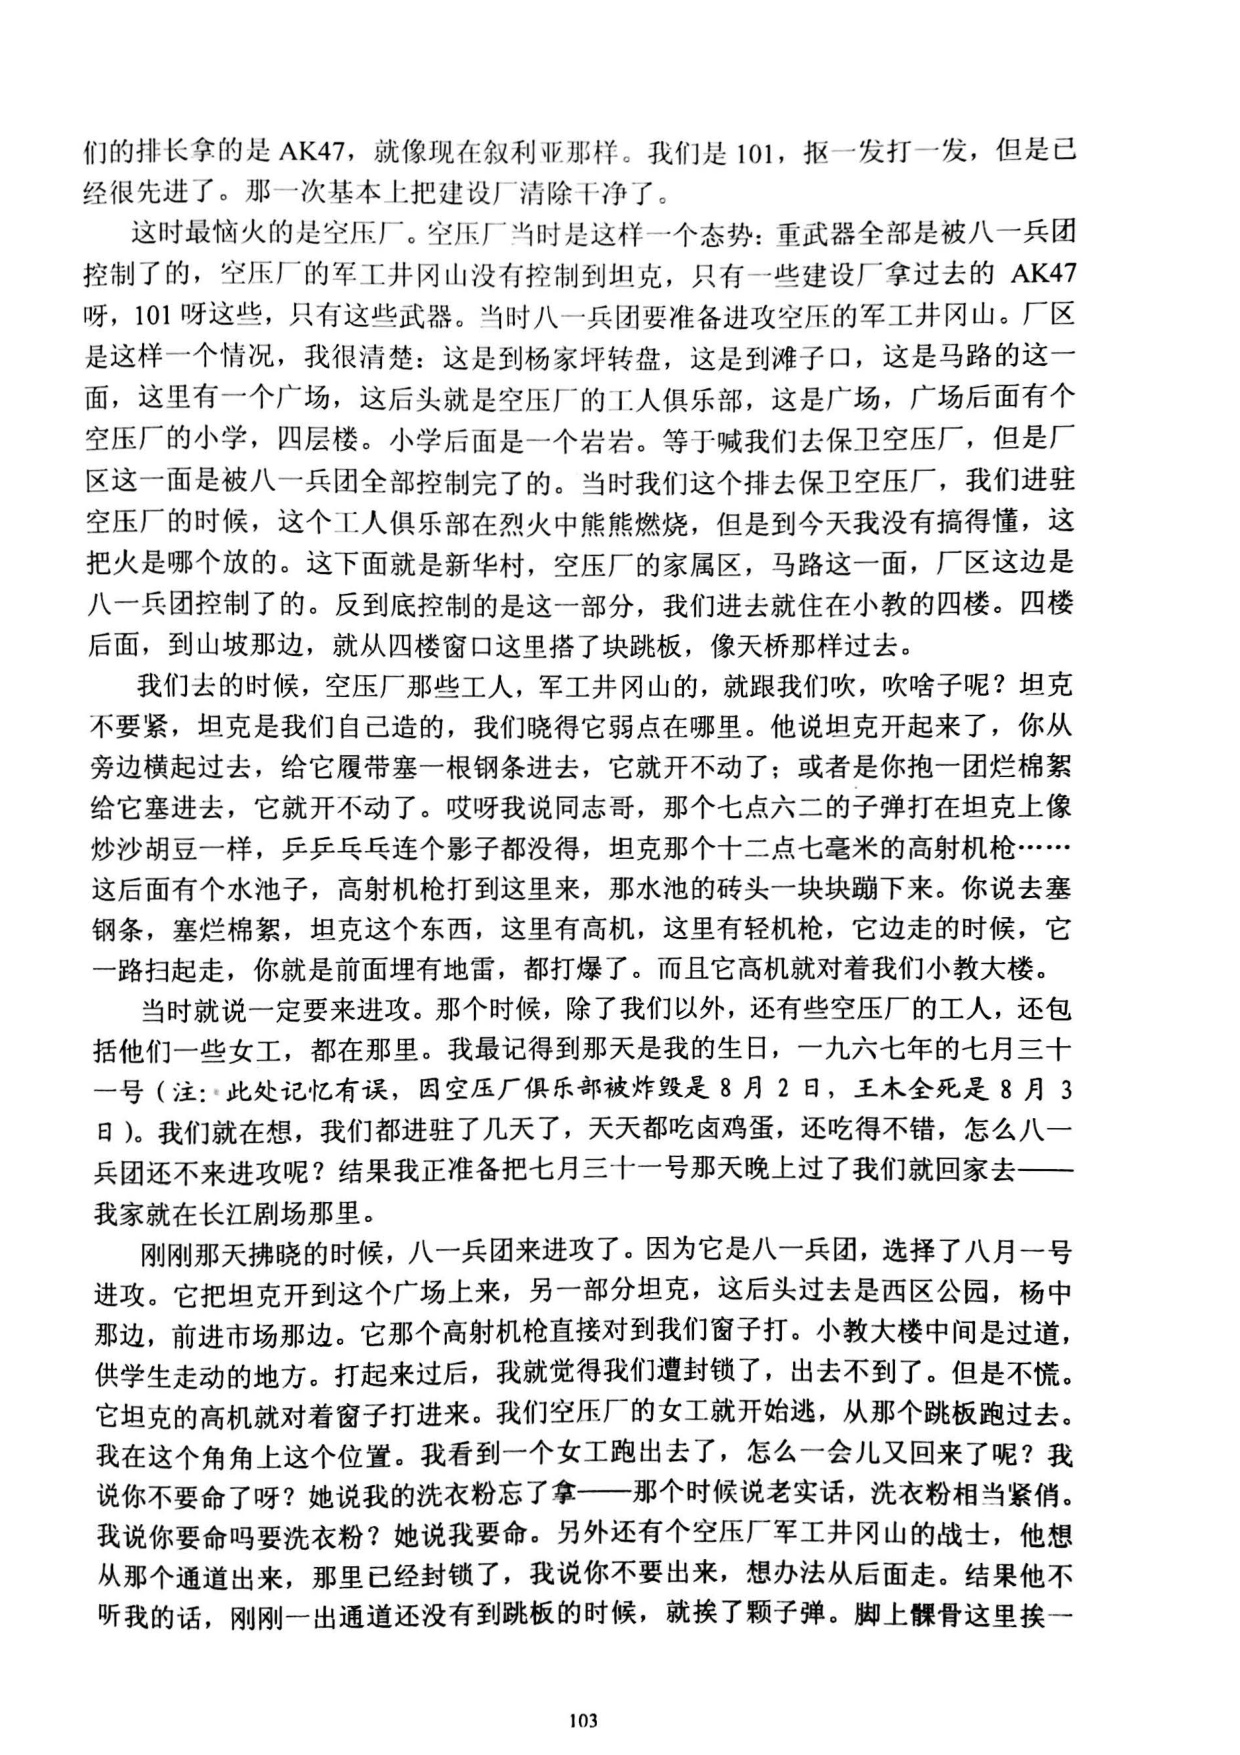 们的排长拿的是 AK47，就像现在叙利亚那样。我们是 101，抠一发打一发，但是已
经很先进了。那一次基本上把建设厂清除干净了。
这时最恼火的是空压厂。空压厂当时是这样一个态势：重武器全部是被八一兵团
控制了的，空压厂的军工井冈山没有控制到坦克，只有一些建设厂拿过去的 AK47
呀，101 呀这些，只有这些武器。当时八一兵团要准备进攻空压的军工井冈山。厂区
是这样一个情况，我很清楚：这是到杨家坪转盘，这是到滩子口，这是马路的这一
面，这里有一个广场，这后头就是空压厂的工人俱乐部，这是广场，广场后面有个
空压厂的小学，四层楼。小学后面是一个岩岩。等于喊我们去保卫空压厂，但是厂
区这一面是被八一兵团全部控制完了的。当时我们这个排去保卫空压厂，我们进驻
空压厂的时候，这个工人俱乐部在烈火中熊熊燃烧，但是到今天我没有搞得懂，这
把火是哪个放的。这下面就是新华村，空压厂的家属区，马路这一面，厂区这边是
八一兵团控制了的。反到底控制的是这一部分，我们进去就住在小教的四楼。四楼
后面，到山坡那边，就从四楼窗口这里搭了块跳板，像天桥那样过去。
我们去的时候，空压厂那些工人，军工井冈山的，就跟我们吹，吹啥子呢？坦克
不要紧，坦克是我们自己造的，我们晓得它弱点在哪里。他说坦克开起来了，你从
旁边横起过去，给它履带塞一根钢条进去，它就开不动了；或者是你抱一团烂棉絮
给它塞进去，它就开不动了。哎呀我说同志哥，那个七点六二的子弹打在坦克上像
炒沙胡豆一样，乒乒乓乓连个影子都没得，坦克那个十二点七毫米的高射机枪……
这后面有个水池子，高射机枪打到这里来，那水池的砖头一块块蹦下来。你说去塞
钢条，塞烂棉絮，坦克这个东西，这里有高机，这里有轻机枪，它边走的时候，它
一路扫起走，你就是前面埋有地雷，都打爆了。而且它高机就对着我们小教大楼。
当时就说一定要来进攻。那个时候，除了我们以外，还有些空压厂的工人，还包
括他们一些女工，都在那里。我最记得到那天是我的生日，一九六七年的七月三十
一号（注：此处记忆有误，因空压厂俱乐部被炸毁是 8 月 2 日，王木全死是 8 月 3
日）。我们就在想，我们都进驻了几天了，天天都吃卤鸡蛋，还吃得不错，怎么八一
兵团还不来进攻呢？结果我正准备把七月三十一号那天晚上过了我们就回家去——
我家就在长江剧场那里。
刚刚那天拂晓的时候，八一兵团来进攻了。因为它是八一兵团，选择了八月一号
进攻。它把坦克开到这个广场上来，另一部分坦克，这后头过去是西区公园，杨中
那边，前进市场那边。它那个高射机枪直接对到我们窗子打。小教大楼中间是过道，
供学生走动的地方。打起来过后，我就觉得我们遭封锁了，出去不到了。但是不慌。
它坦克的高机就对着窗子打进来。我们空压厂的女工就开始逃，从那个跳板跑过去。
我在这个角角上这个位置。我看到一个女工跑出去了，怎么一会儿又回来了呢？我
说你不要命了呀？她说我的洗衣粉忘了拿——那个时候说老实话，洗衣粉相当紧俏。
我说你要命吗要洗衣粉？她说我要命。另外还有个空压厂军工井冈山的战士，他想
从那个通道出来，那里已经封锁了，我说你不要出来，想办法从后面走。结果他不
听我的话，刚刚一出通道还没有到跳板的时候，就挨了颗子弹。脚上髁骨这里挨一
103